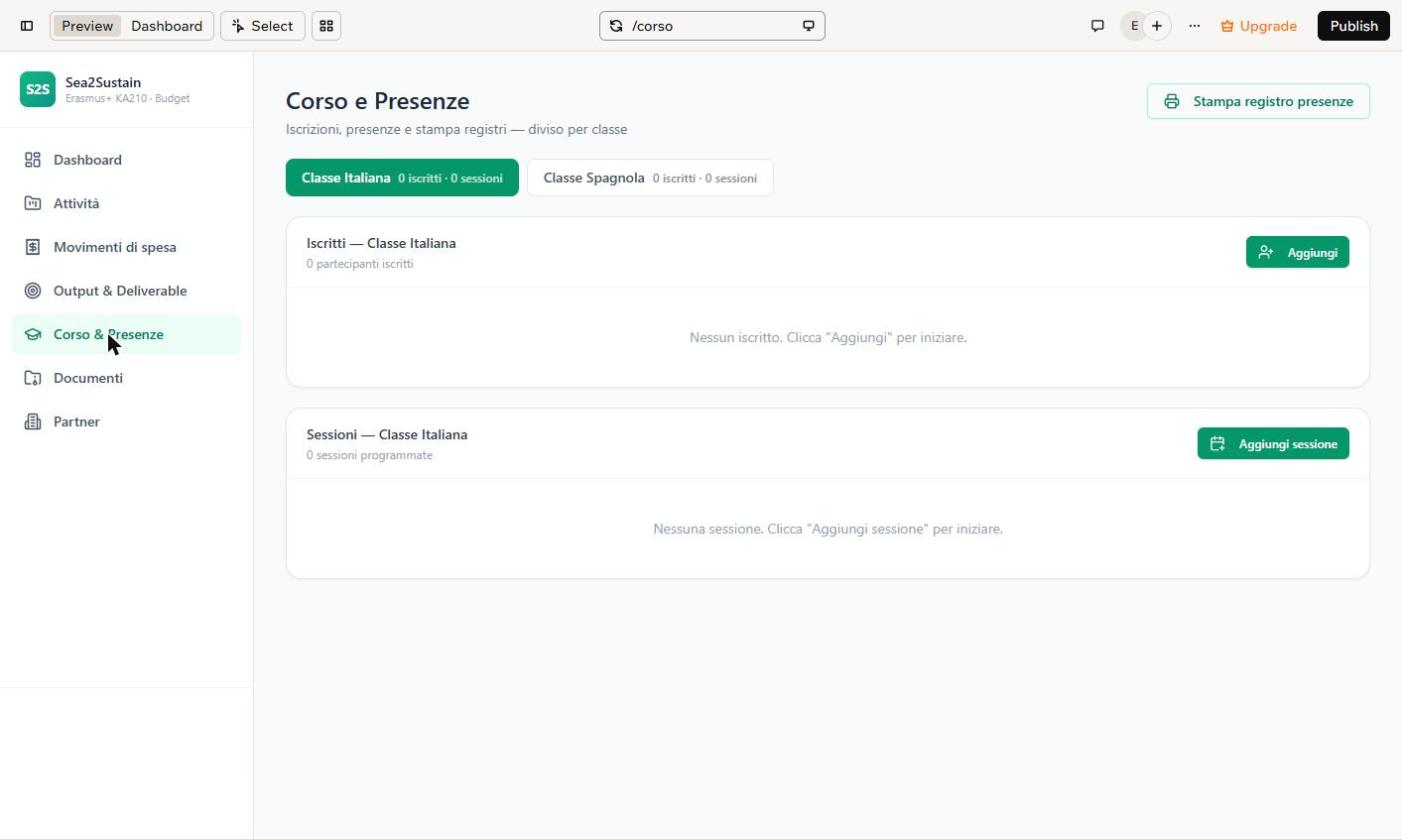 Preview
Dashboard
Select
/corso
E
+
Upgrade
Publish
S2S
Sea2Sustain
Erasmus+ KA210 · Budget
Dashboard
Attività
Movimenti di spesa
Output & Deliverable
Corso & Presenze
Documenti
Partner
Corso e Presenze
Iscrizioni, presenze e stampa registri — diviso per classe
Stampa registro presenze
Classe Italiana 0 iscritti · 0 sessioni
Classe Spagnola 0 iscritti · 0 sessioni
Iscritti — Classe Italiana
0 partecipanti iscritti
Aggiungi
Nessun iscritto. Clicca "Aggiungi" per iniziare.
Sessioni — Classe Italiana
0 sessioni programmate
Aggiungi sessione
Nessuna sessione. Clicca "Aggiungi sessione" per iniziare.